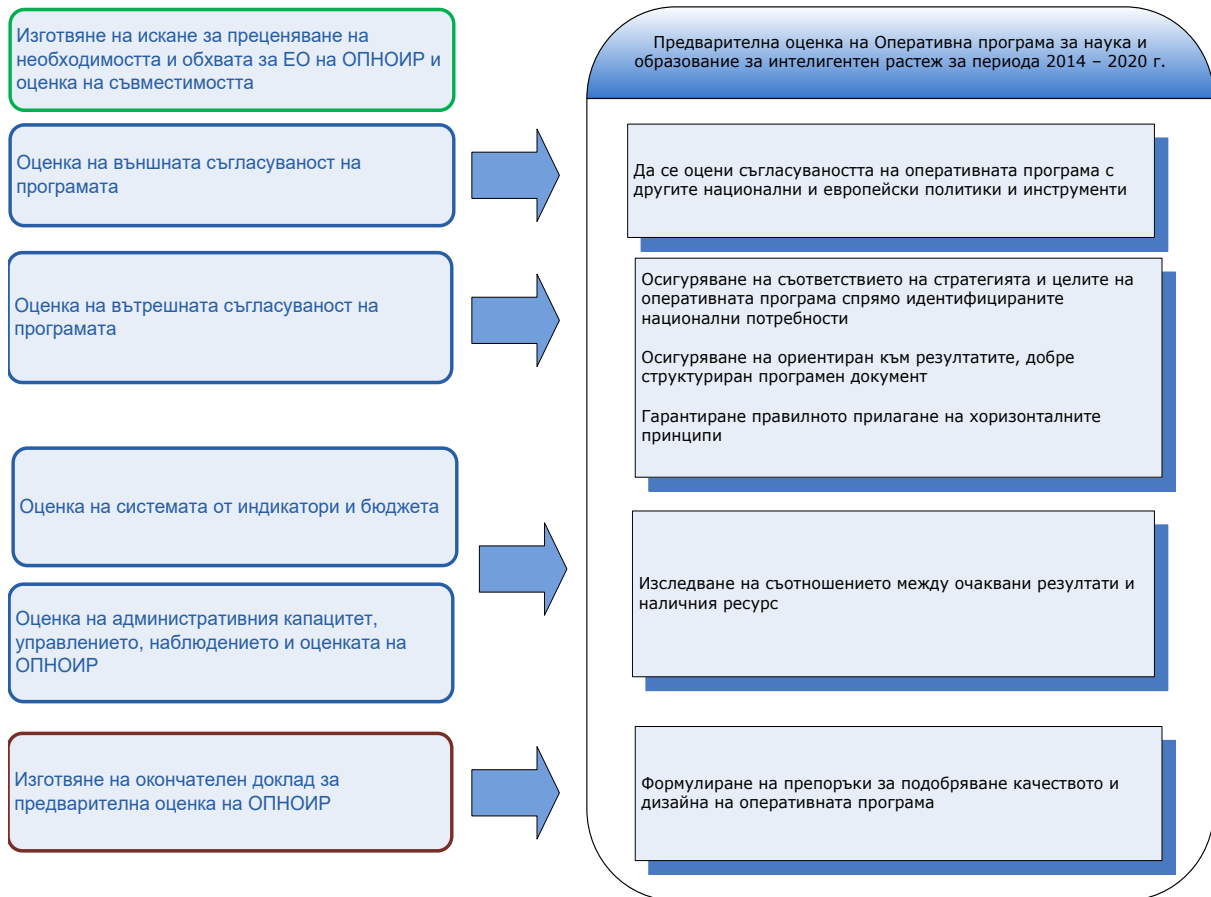 Изготвяне на искане за преценяване на
необходимостта и обхвата за ЕО на ОПНОИР и
оценка на съвместимостта
Предварителна оценка на Оперативна програма за наука и
образование за интелигентен растеж за периода 2014 – 2020 г.
Оценка на външната съгласуваност на
програмата
Да се оцени съгласуваността на оперативната програма с
другите национални и европейски политики и инструменти
Оценка на вътрешната съгласуваност на
програмата
Осигуряване на съответствието на стратегията и целите на
оперативната програма спрямо идентифицираните
национални потребности
Осигуряване на ориентиран към резултатите, добре
структуриран програмен документ
Гарантиране правилното прилагане на хоризонталните
принципи
Оценка на системата от индикатори и бюджета
Оценка на административния капацитет,
управлението, наблюдението и оценката на
ОПНОИР
Изследване на съотношението между очаквани резултати и
наличния ресурс
Изготвяне на окончателен доклад за
предварителна оценка на ОПНОИР
Формулиране на препоръки за подобряване качеството и
дизайна на оперативната програма